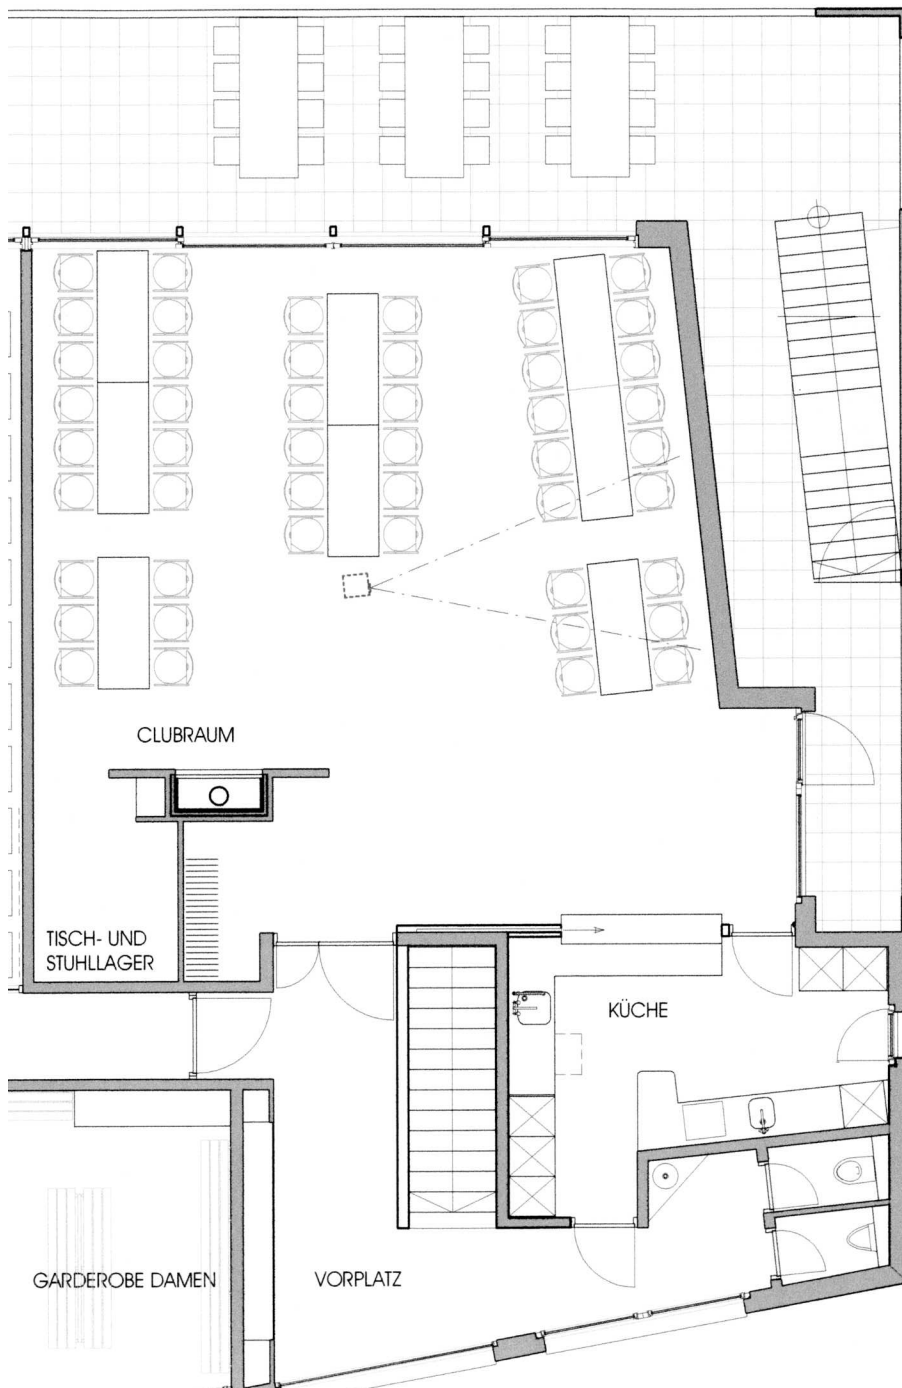 CLUBRAUM
TISCH- UND
STUHLLAGER
KÜCHE
GARDEROBE DAMEN
VORPLATZ